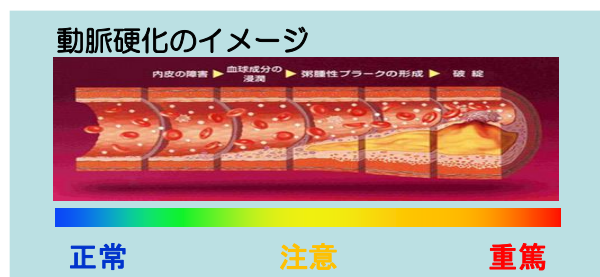 動脈硬化のイメージ
内皮の障害 ▶ 血球成分の浸潤 ▶ 粥腫性プラークの形成 ▶ 破 綻
正常 注意 重篤